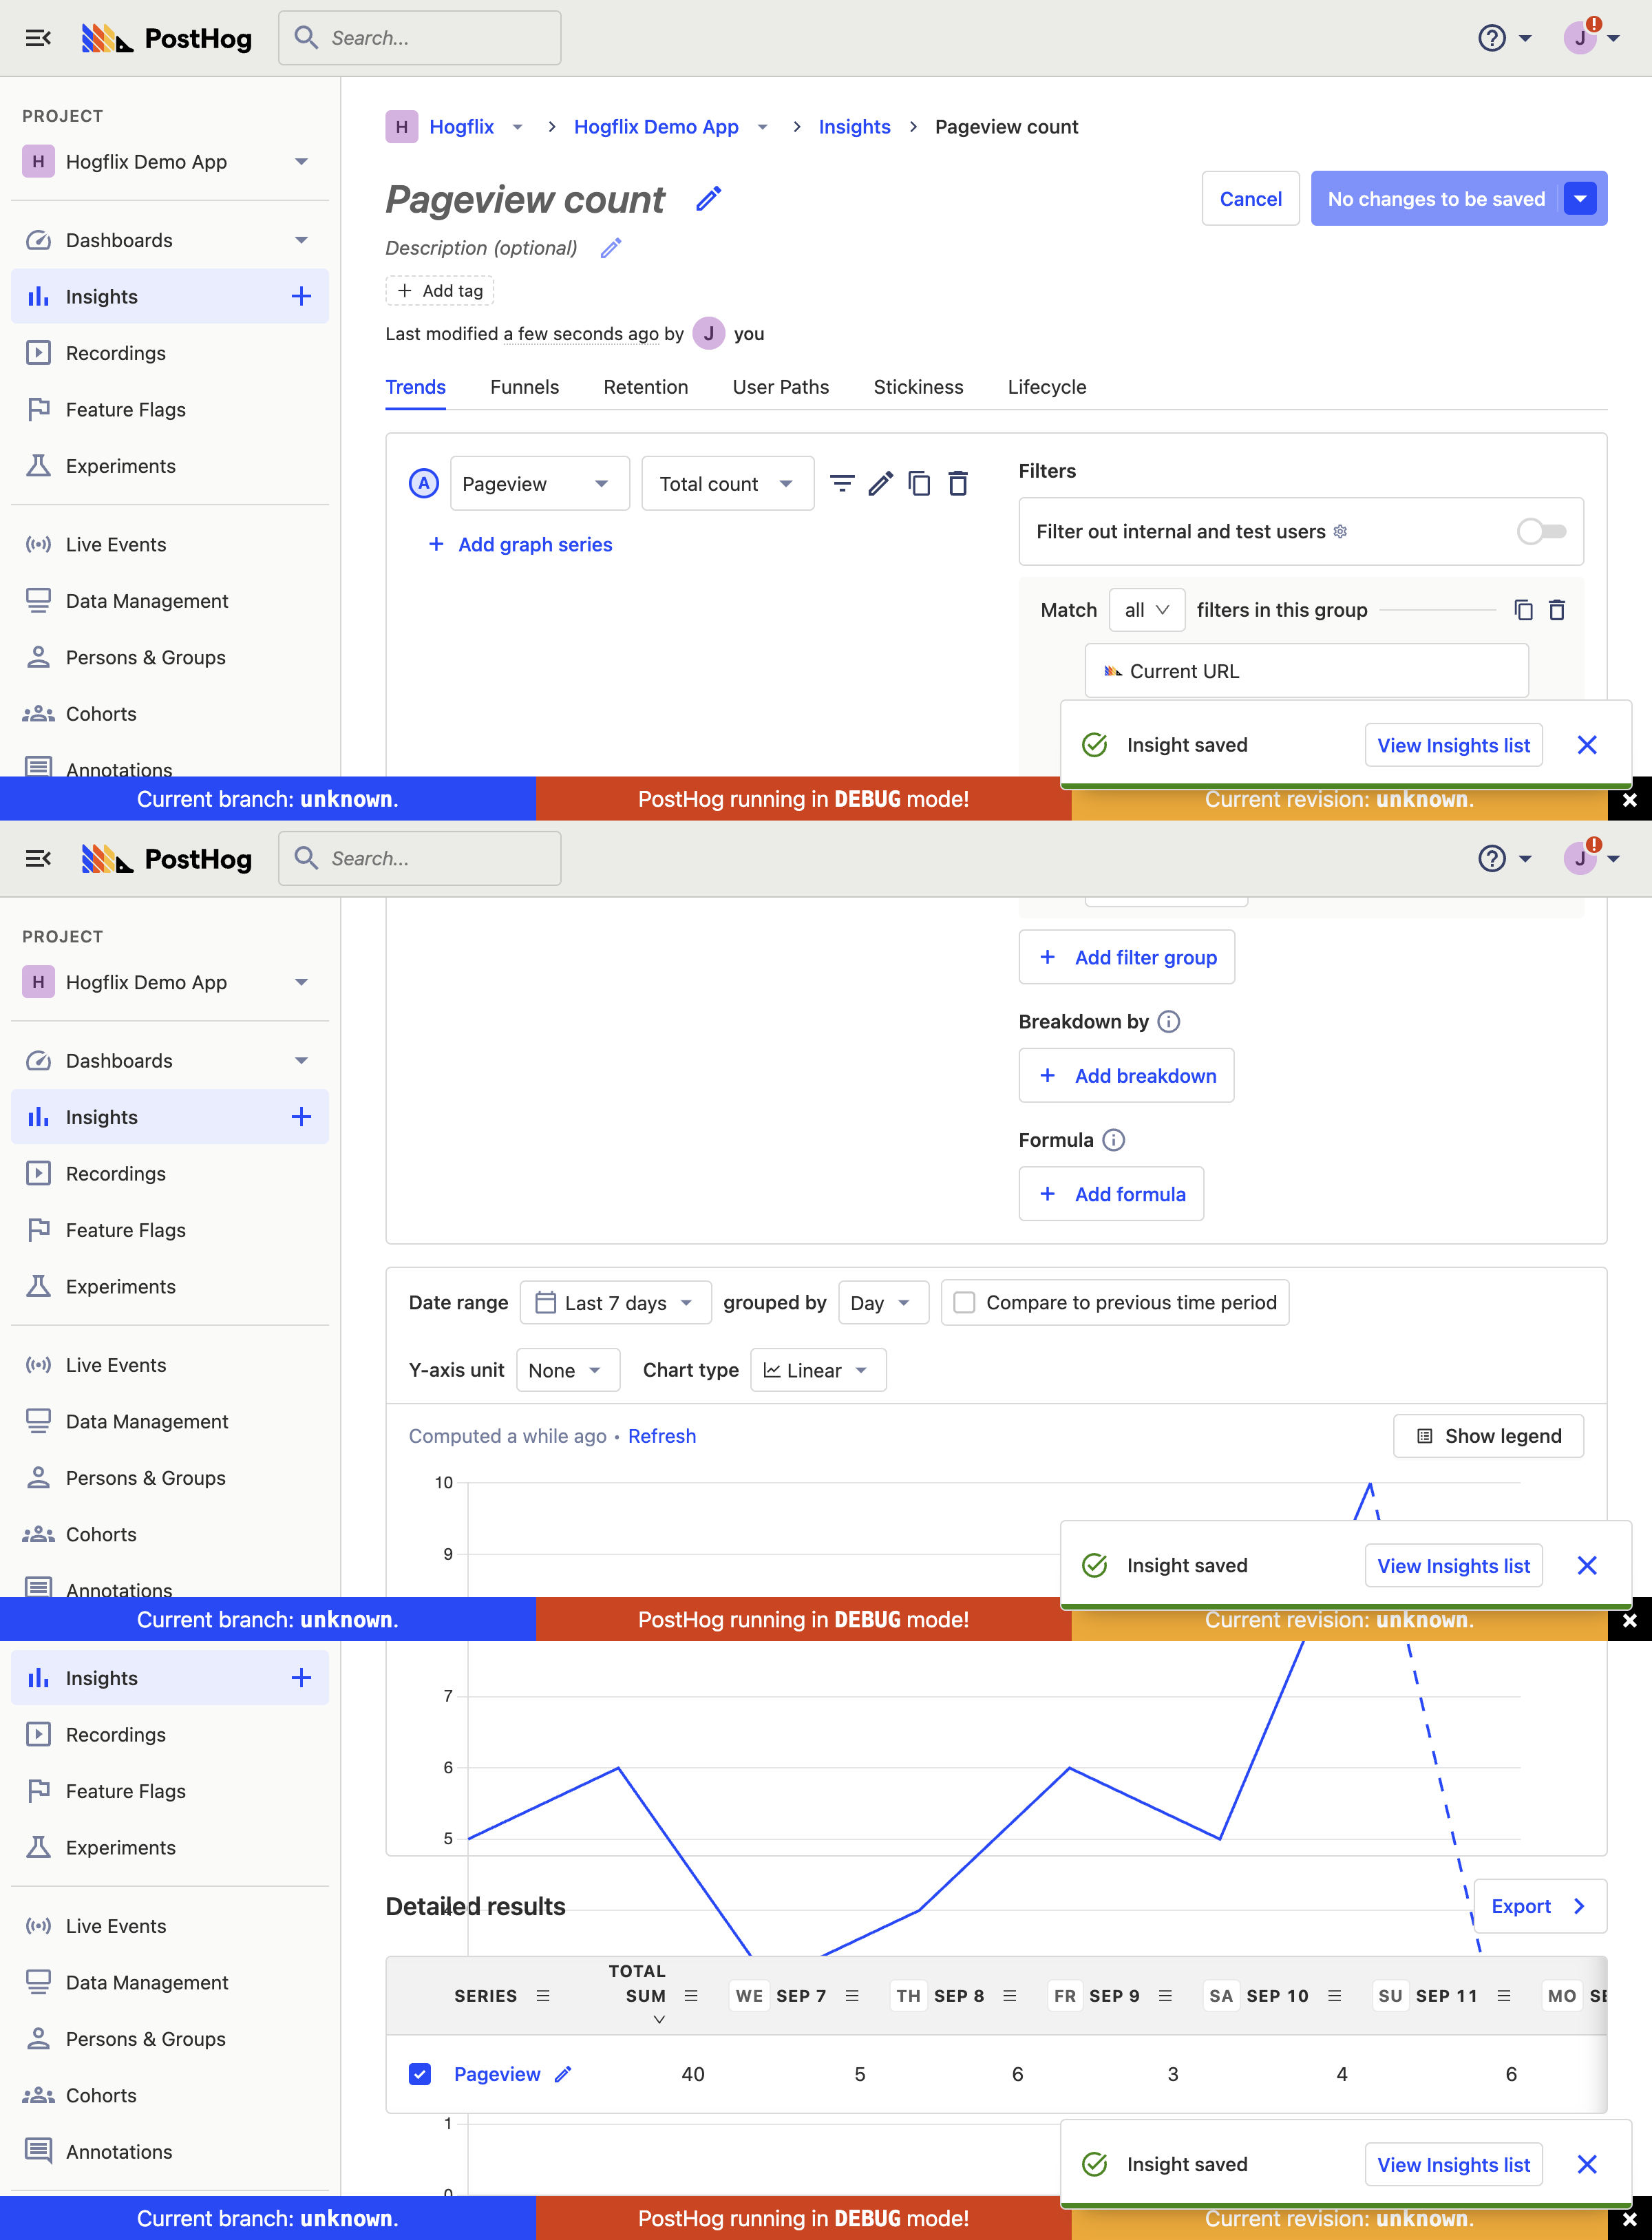 PostHog
Search...
J
PROJECT
H Hogflix Demo App
Dashboards
Insights
Recordings
Feature Flags
Experiments
Live Events
Data Management
Persons & Groups
Cohorts
Annotations
H Hogflix > Hogflix Demo App > Insights > Pageview count
Pageview count
Cancel
No changes to be saved
Description (optional)
+ Add tag
Last modified a few seconds ago by J you
Trends Funnels Retention User Paths Stickiness Lifecycle
A Pageview Total count
+ Add graph series
Filters
Filter out internal and test users
Match all filters in this group
Current URL
Insight saved View Insights list
Current branch: unknown. PostHog running in DEBUG mode! Current revision: unknown.
PostHog
Search...
J
PROJECT
H Hogflix Demo App
Dashboards
Insights
Recordings
Feature Flags
Experiments
Live Events
Data Management
Persons & Groups
Cohorts
Annotations
+ Add filter group
Breakdown by
+ Add breakdown
Formula
+ Add formula
Date range Last 7 days grouped by Day Compare to previous time period
Y-axis unit None Chart type Linear
Computed a while ago • Refresh
Show legend
10
9
Insight saved View Insights list
Current branch: unknown. PostHog running in DEBUG mode! Current revision: unknown.
Insights
Recordings
Feature Flags
Experiments
Live Events
Data Management
Persons & Groups
Cohorts
Annotations
7
6
5
Detailed results
4
Export
SERIES TOTAL SUM WE SEP 7 TH SEP 8 FR SEP 9 SA SEP 10 SU SEP 11 MO
Pageview 40 5 6 3 4 6
1
0
Insight saved View Insights list
Current branch: unknown. PostHog running in DEBUG mode! Current revision: unknown.